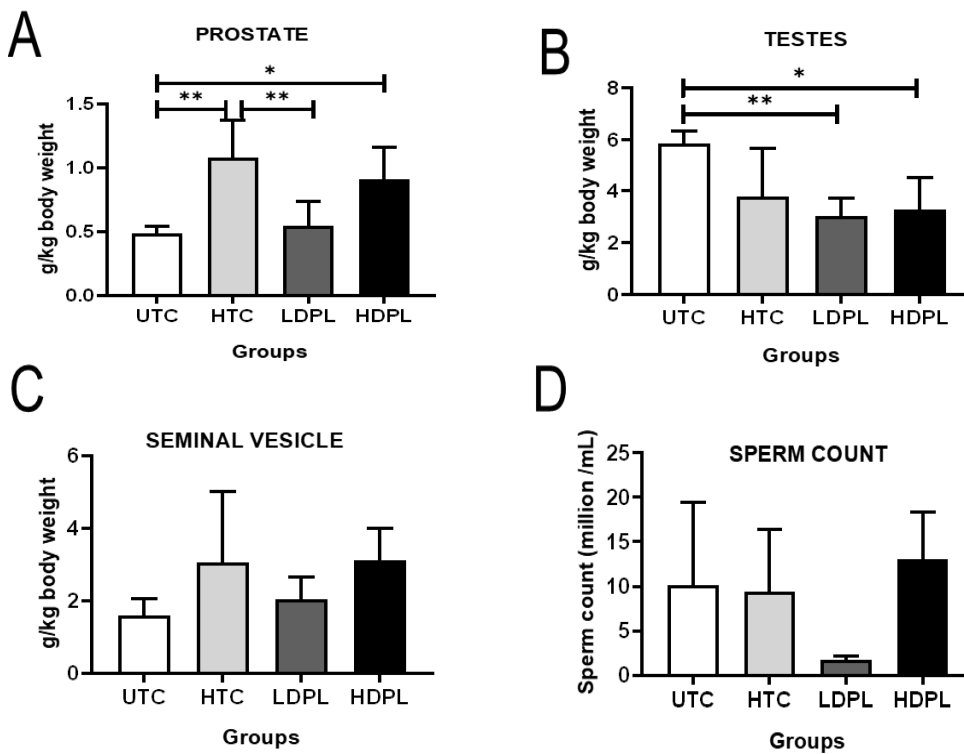 A
PROSTATE
*
** **
g/kg body weight
1.5
1.0
0.5
0.0
UTC HTC LDPL HDPL
Groups
B
TESTES
*
**
g/kg body weight
8
6
4
2
0
UTC HTC LDPL HDPL
Groups
C
SEMINAL VESICLE
g/kg body weight
6
4
2
0
UTC HTC LDPL HDPL
Groups
D
SPERM COUNT
Sperm count (million /mL)
25
20
15
10
5
0
UTC HTC LDPL HDPL
Groups